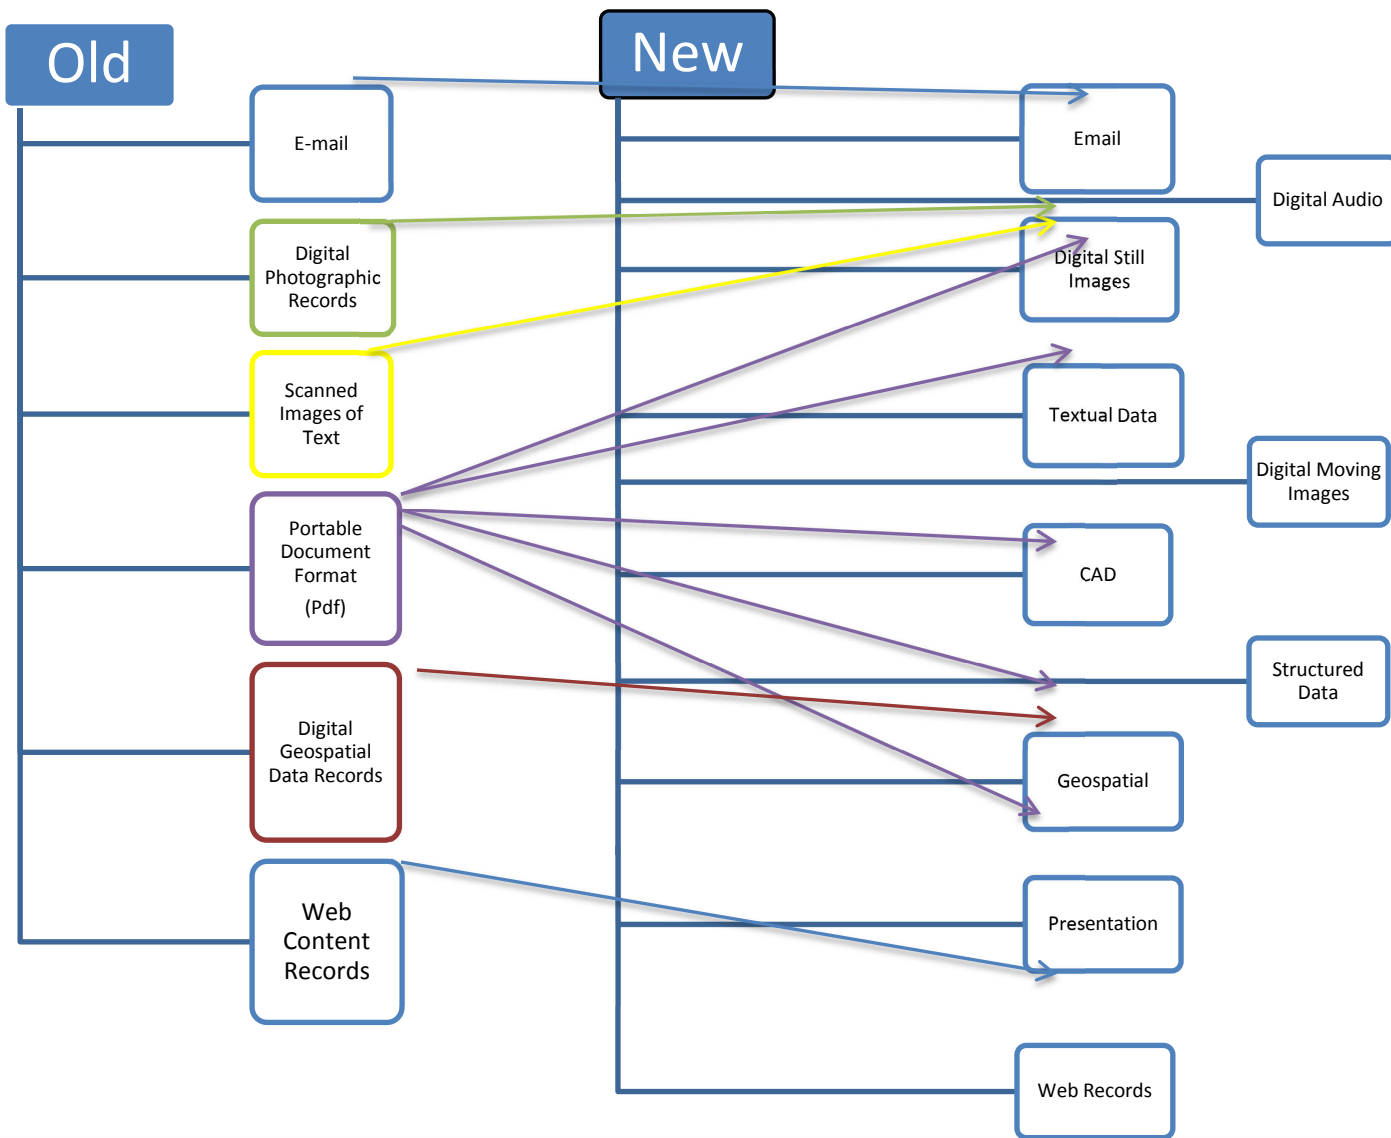 Old
E-mail
Digital
Photographic
Records
Scanned
Images of
Text
Portable
Document
Format
(Pdf)
Digital
Geospatial
Data Records
Web
Content
Records
New
Email
Digital Audio
Digital Still
Images
Textual Data
Digital Moving
Images
CAD
Structured
Data
Geospatial
Presentation
Web Records